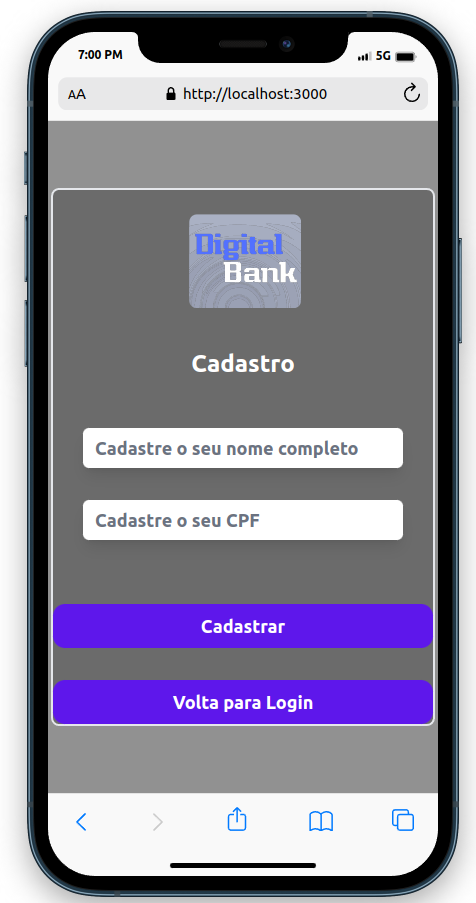 7:00 PM
5G
AA
http://localhost:3000
Digital
Bank
Cadastro
Cadastre o seu nome completo
Cadastre o seu CPF
Cadastrar
Volta para Login